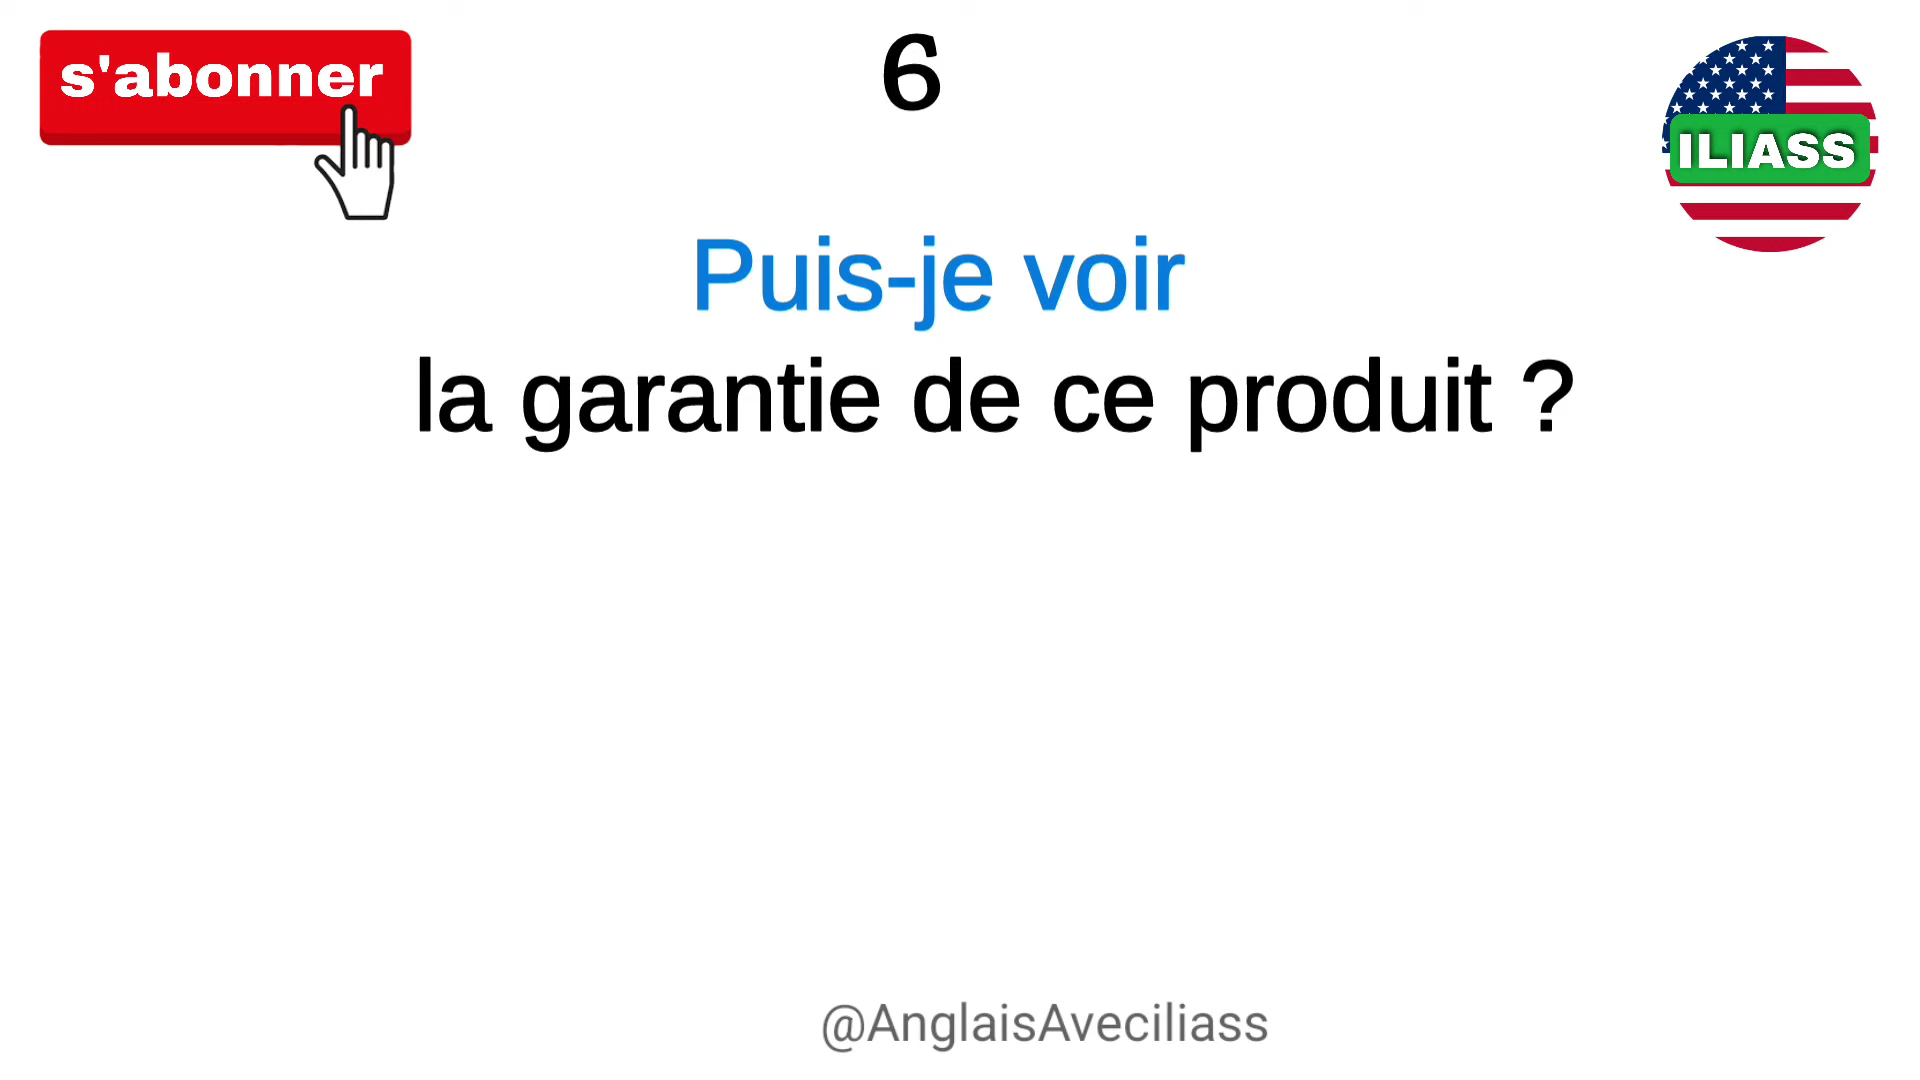 s'abonner
6
ILIASS
Puis-je voir
la garantie de ce produit ?
@AnglaisAveciliass